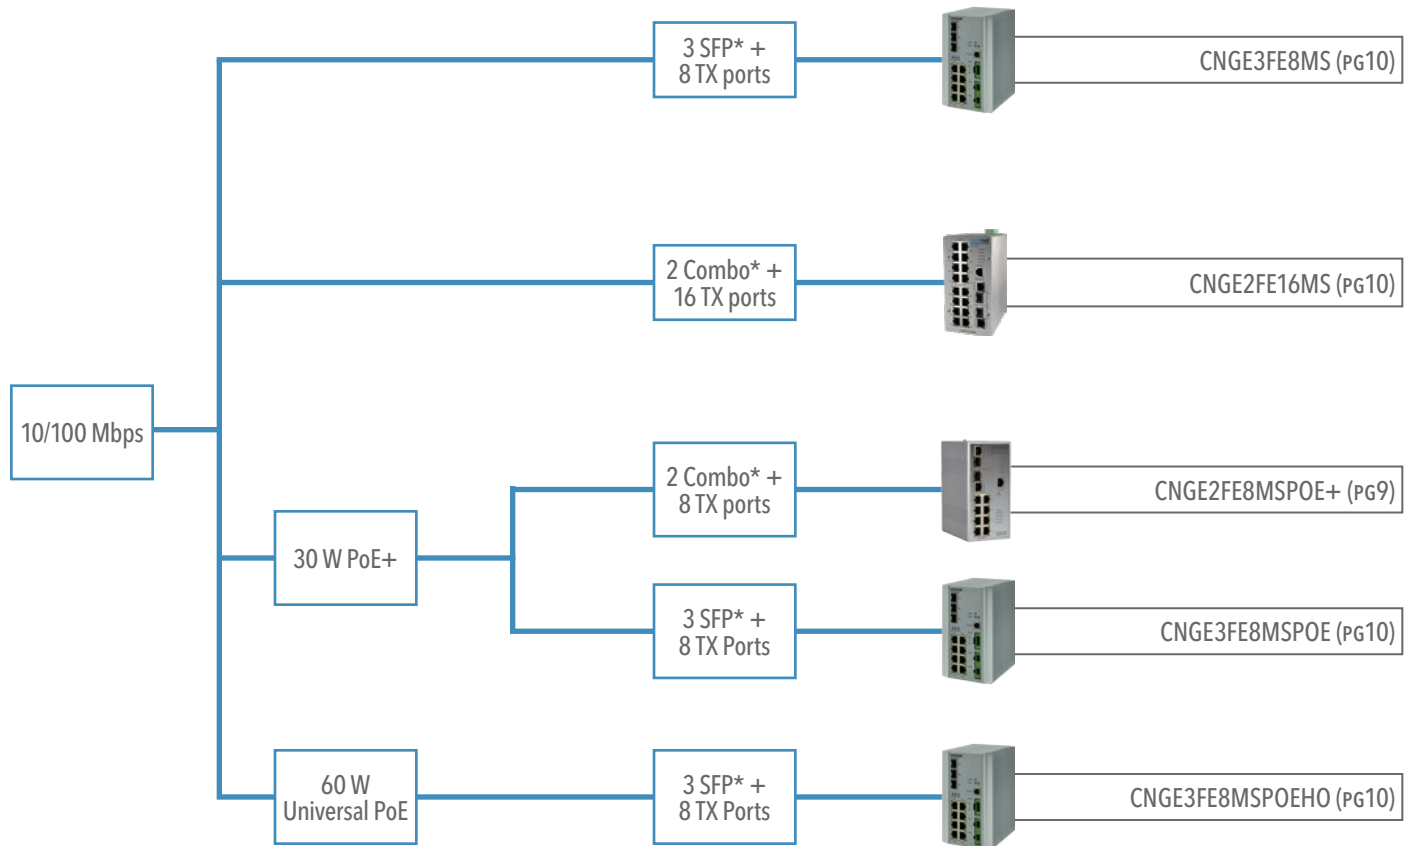 3 SFP* +
8 TX ports
CNGE3FE8MS (PG10)
2 Combo* +
16 TX ports
CNGE2FE16MS (PG10)
10/100 Mbps
2 Combo* +
8 TX ports
CNGE2FE8MSPOE+ (PG9)
30 W PoE+
3 SFP* +
8 TX Ports
CNGE3FE8MSPOE (PG10)
60 W
Universal PoE
3 SFP* +
8 TX Ports
CNGE3FE8MSPOEHO (PG10)